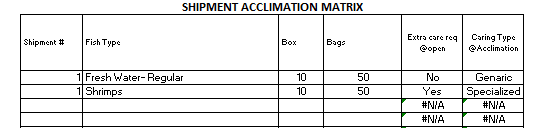 SHIPMENT ACCLIMATION MATRIX
Shipment # Fish Type Box Bags Extra care req @open Caring Type @Acclimation
1 Fresh Water- Regular 10 50 No Genaric
1 Shrimps 10 50 Yes Specialized
#N/A #N/A
#N/A #N/A